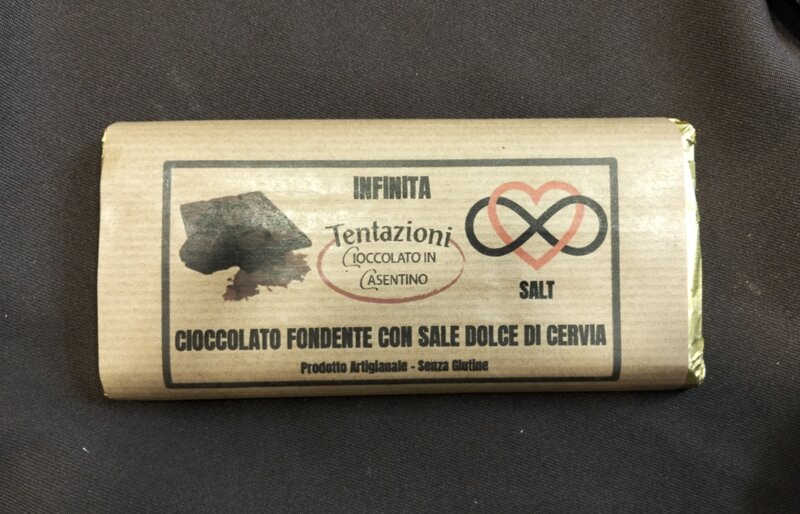 INFINITA
Tentazioni
CIOCCOLATO IN
CASENTINO
SALT
CIOCCOLATO FONDENTE CON SALE DOLCE DI CERVIA
Prodotto Artigianale - Senza Glutine